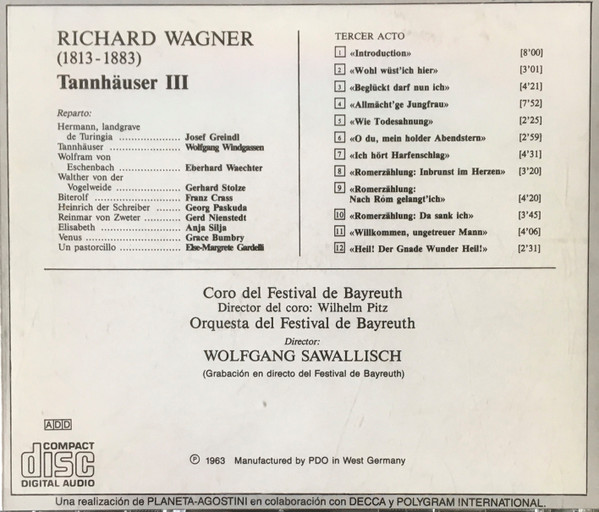 RICHARD WAGNER
(1813-1883)
Tannhäuser III
Reparto:
Hermann, landgrave
de Turingia .................. Josef Greindl
Tannhäuser .................. Wolfgang Windgassen
Wolfram von
Eschenbach .................. Eberhard Waechter
Walther von der
Vogelweide .................. Gerhard Stolze
Biterolf .................. Franz Crass
Heinrich der Schreiber ....... Georg Paskuda
Reinmar von Zweter ......... Gerd Nienstedt
Elisabeth .................. Anja Silja
Venus .................. Grace Bumbry
Un pastorcillo .................. Else-Margrete Gardelli
TERCER ACTO
1 «Introduction» [8'00]
2 «Wohl wüst'ich hier» [3'01]
3 «Beglückt darf nun ich» [4'21]
4 «Allmächt'ge Jungfrau» [7'52]
5 «Wie Todesahnung» [2'25]
6 «O du, mein holder Abendstern» [2'59]
7 «Ich hört Harfenschlag» [4'31]
8 «Romerzählung: Inbrunst im Herzen» [3'20]
9 «Romerzählung:
Nach Róm gelangt'ich» [4'20]
10 «Romerzählung: Da sank ich» [3'45]
11 «Willkommen, ungetreuer Mann» [4'06]
12 «Heil! Der Gnade Wunder Heil!» [2'31]
Coro del Festival de Bayreuth
Director del coro: Wilhelm Pitz
Orquesta del Festival de Bayreuth
Director:
WOLFGANG SAWALLISCH
(Grabación en directo del Festival de Bayreuth)
ADD
COMPACT
disc
DIGITAL AUDIO
℗ 1963 Manufactured by PDO in West Germany
Una realización de PLANETA-AGOSTINI en colaboración con DECCA y POLYGRAM INTERNATIONAL.